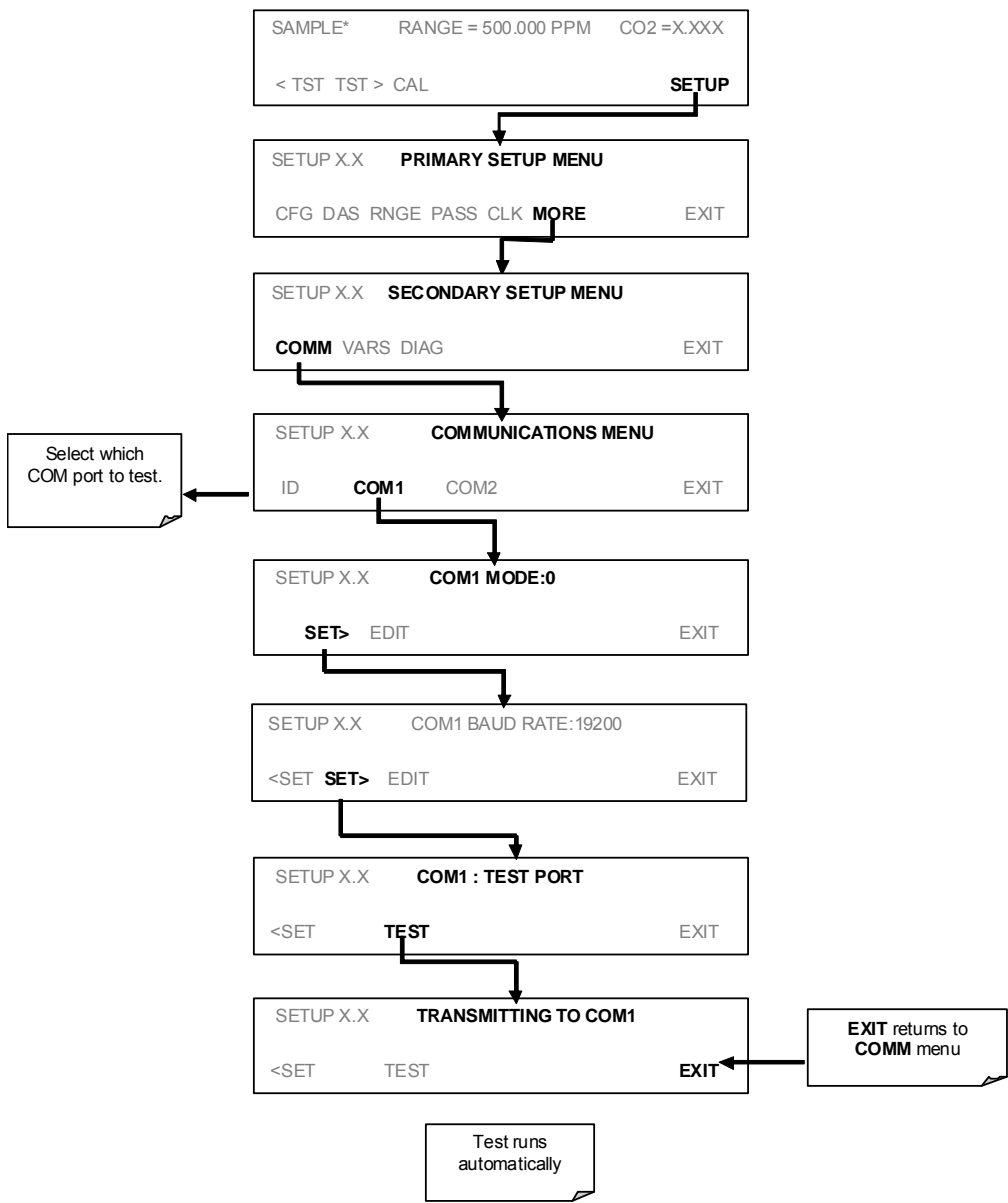 SAMPLE* RANGE = 500.000 PPM CO2 =X.XXX
< TST TST > CAL SETUP
SETUP X.X PRIMARY SETUP MENU
CFG DAS RNGE PASS CLK MORE EXIT
SETUP X.X SECONDARY SETUP MENU
COMM VARS DIAG EXIT
SETUP X.X COMMUNICATIONS MENU
ID COM1 COM2 EXIT
Select which
COM port to test.
SETUP X.X COM1 MODE:0
SET> EDIT EXIT
SETUP X.X COM1 BAUD RATE:19200
<SET SET> EDIT EXIT
SETUP X.X COM1 : TEST PORT
<SET TEST EXIT
SETUP X.X TRANSMITTING TO COM1
<SET TEST EXIT
EXIT returns to
COMM menu
Test runs
automatically